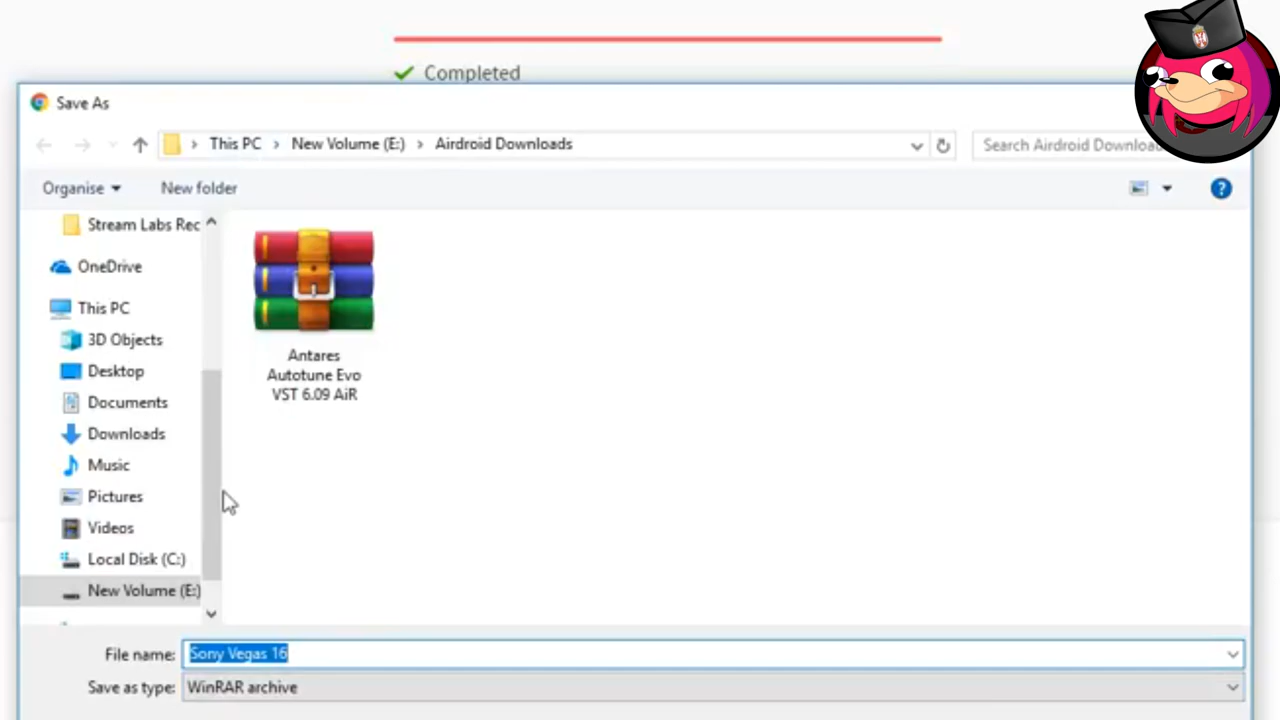 Completed
Save As
This PC > New Volume (E:) > Airdroid Downloads
Search Airdroid
Organise
New folder
Stream Labs Rec
OneDrive
This PC
3D Objects
Desktop
Documents
Downloads
Music
Pictures
Videos
Local Disk (C:)
New Volume (E:)
Antares
Autotune Evo
VST 6.09 AiR
File name: Sony Vegas 16
Save as type: WinRAR archive